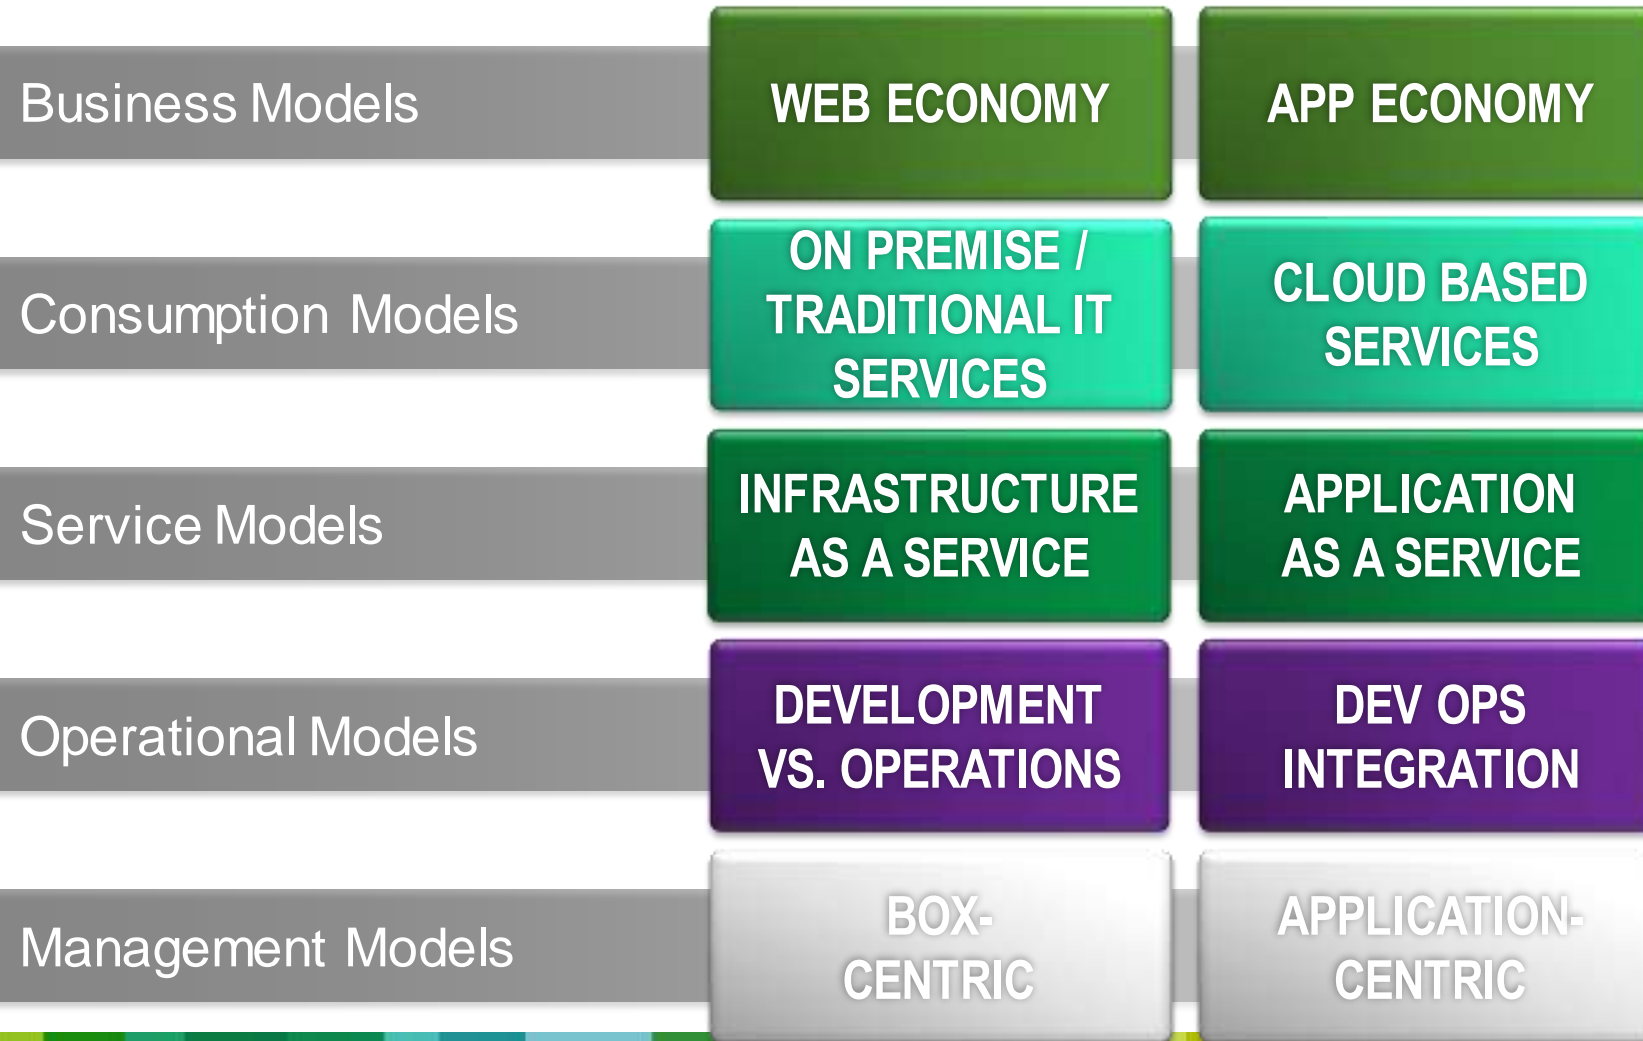 Business Models
WEB ECONOMY
APP ECONOMY
Consumption Models
ON PREMISE /
TRADITIONAL IT
SERVICES
CLOUD BASED
SERVICES
Service Models
INFRASTRUCTURE
AS A SERVICE
APPLICATION
AS A SERVICE
Operational Models
DEVELOPMENT
VS. OPERATIONS
DEV OPS
INTEGRATION
Management Models
BOX-
CENTRIC
APPLICATION-
CENTRIC